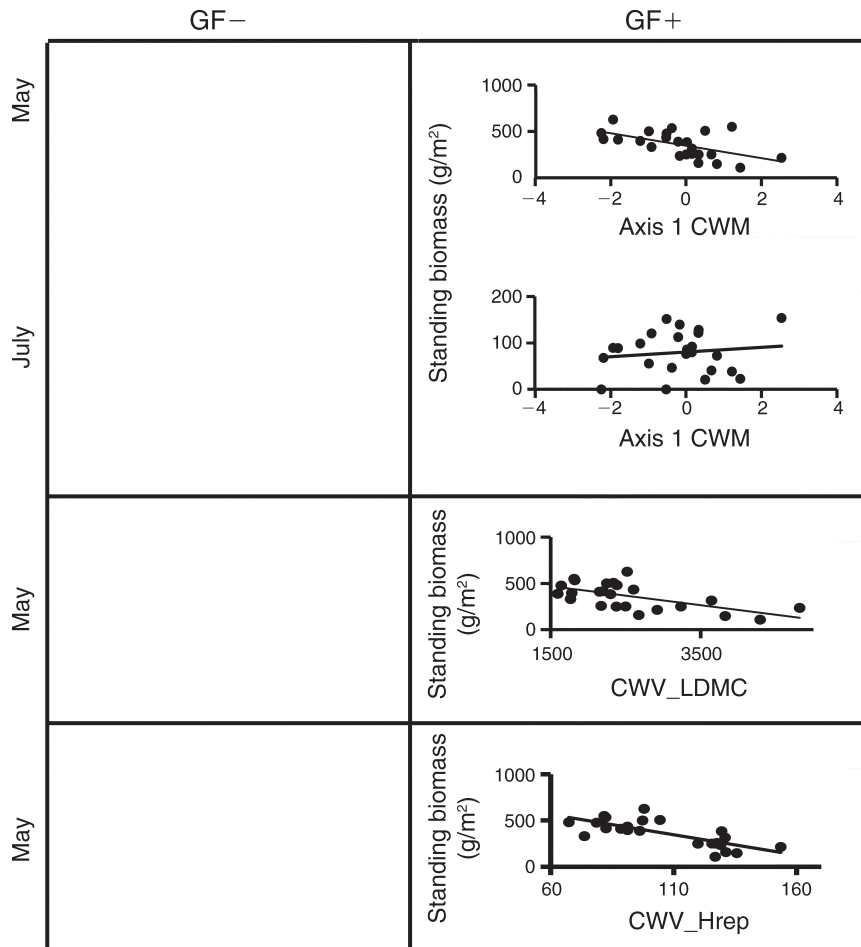 GF− GF+
May
Standing biomass (g/m²)
1000
500
0
−4 −2 0 2 4
Axis 1 CWM
July
200
100
0
−4 −2 0 2 4
Axis 1 CWM
May
Standing biomass
(g/m²)
1000
500
0
1500 3500
CWV_LDMC
May
Standing biomass
(g/m²)
1000
500
0
60 110 160
CWV_Hrep